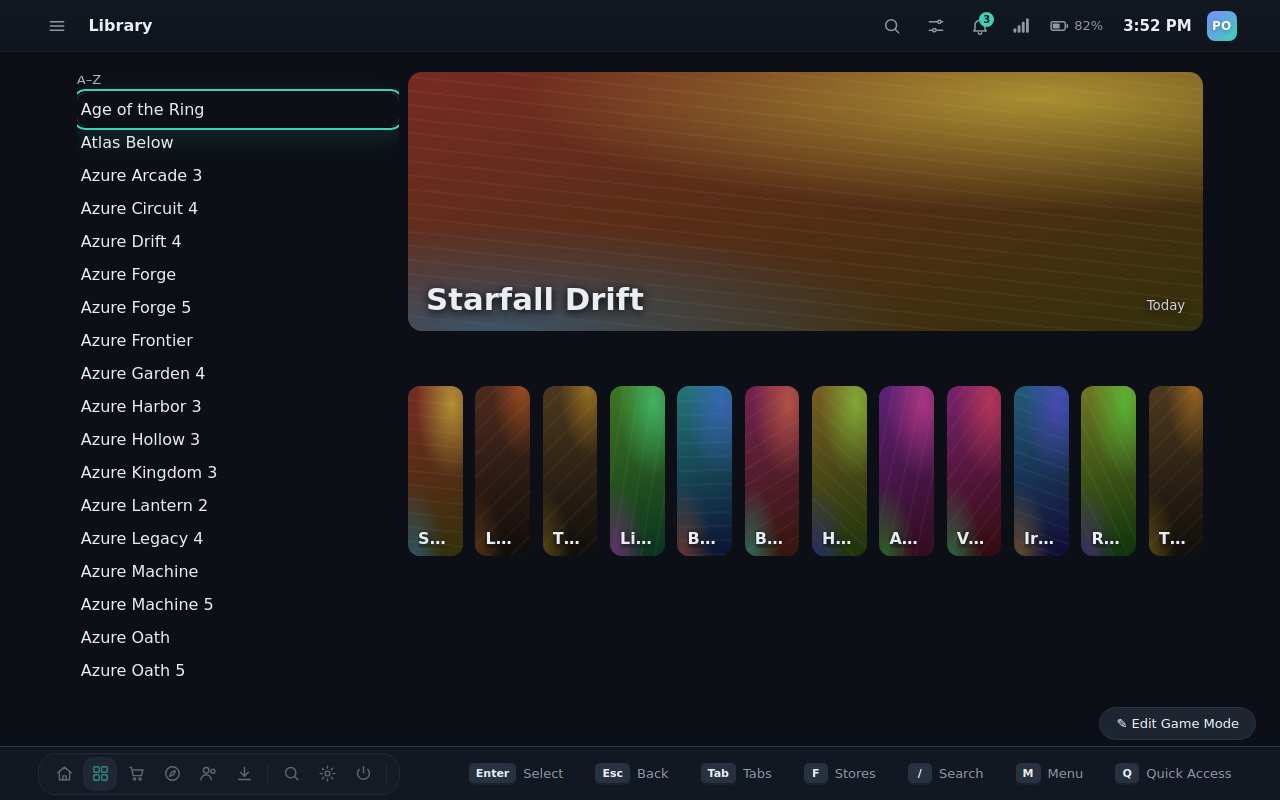 Library
3
82%
3:52 PM
PO
A–Z
Age of the Ring
Atlas Below
Azure Arcade 3
Azure Circuit 4
Azure Drift 4
Azure Forge
Azure Forge 5
Azure Frontier
Azure Garden 4
Azure Harbor 3
Azure Hollow 3
Azure Kingdom 3
Azure Lantern 2
Azure Legacy 4
Azure Machine
Azure Machine 5
Azure Oath
Azure Oath 5
Starfall Drift
Today
S… L… T… Li… B… B… H… A… V… Ir… R… T…
✎ Edit Game Mode
Enter Select Esc Back Tab Tabs F Stores / Search M Menu Q Quick Access